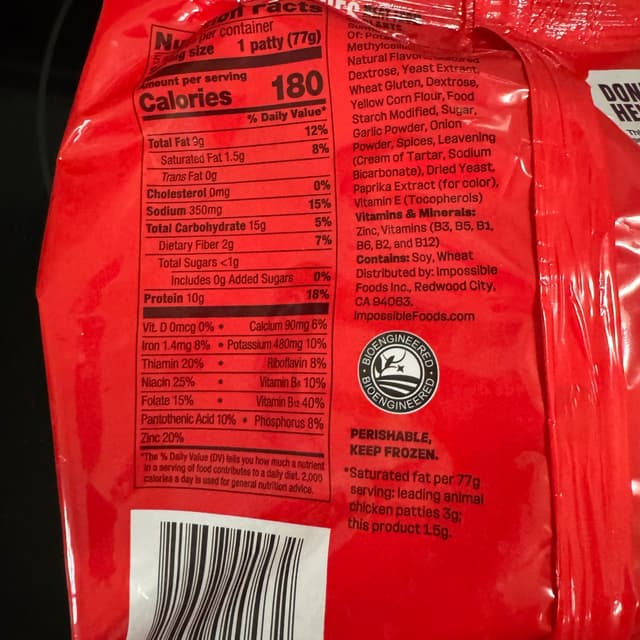 on Facts
per container
size 1 patty (77g)
Amount per serving
Calories 180
% Daily Value*
Total Fat 9g 12%
Saturated Fat 1.5g 8%
Trans Fat 0g
Cholesterol 0mg 0%
Sodium 350mg 15%
Total Carbohydrate 15g 5%
Dietary Fiber 2g 7%
Total Sugars <1g
Includes 0g Added Sugars 0%
Protein 10g 18%
Vit. D 0mcg 0% • Calcium 90mg 6%
Iron 1.4mg 8% • Potassium 480mg 10%
Thiamin 20% • Riboflavin 8%
Niacin 25% • Vitamin B6 10%
Folate 15% • Vitamin B12 40%
Pantothenic Acid 10% • Phosphorus 8%
Zinc 20%
*The % Daily Value (DV) tells you how much a nutrient
in a serving of food contributes to a daily diet. 2,000
calories a day is used for general nutrition advice.
Natural Flavors,
Dextrose, Yeast Extract,
Wheat Gluten, Dextrose,
Yellow Corn Flour, Food
Starch Modified, Sugar,
Garlic Powder, Onion
Powder, Spices, Leavening
(Cream of Tartar, Sodium
Bicarbonate), Dried Yeast,
Paprika Extract (for color),
Vitamin E (Tocopherols)
Vitamins & Minerals:
Zinc, Vitamins (B3, B5, B1,
B6, B2, and B12)
Contains: Soy, Wheat
Distributed by: Impossible
Foods Inc., Redwood City,
CA 94063.
ImpossibleFoods.com
BIOENGINEERED
BIOENGINEERED
PERISHABLE,
KEEP FROZEN.
*Saturated fat per 77g
serving: leading animal
chicken patties 3g;
this product 1.5g.